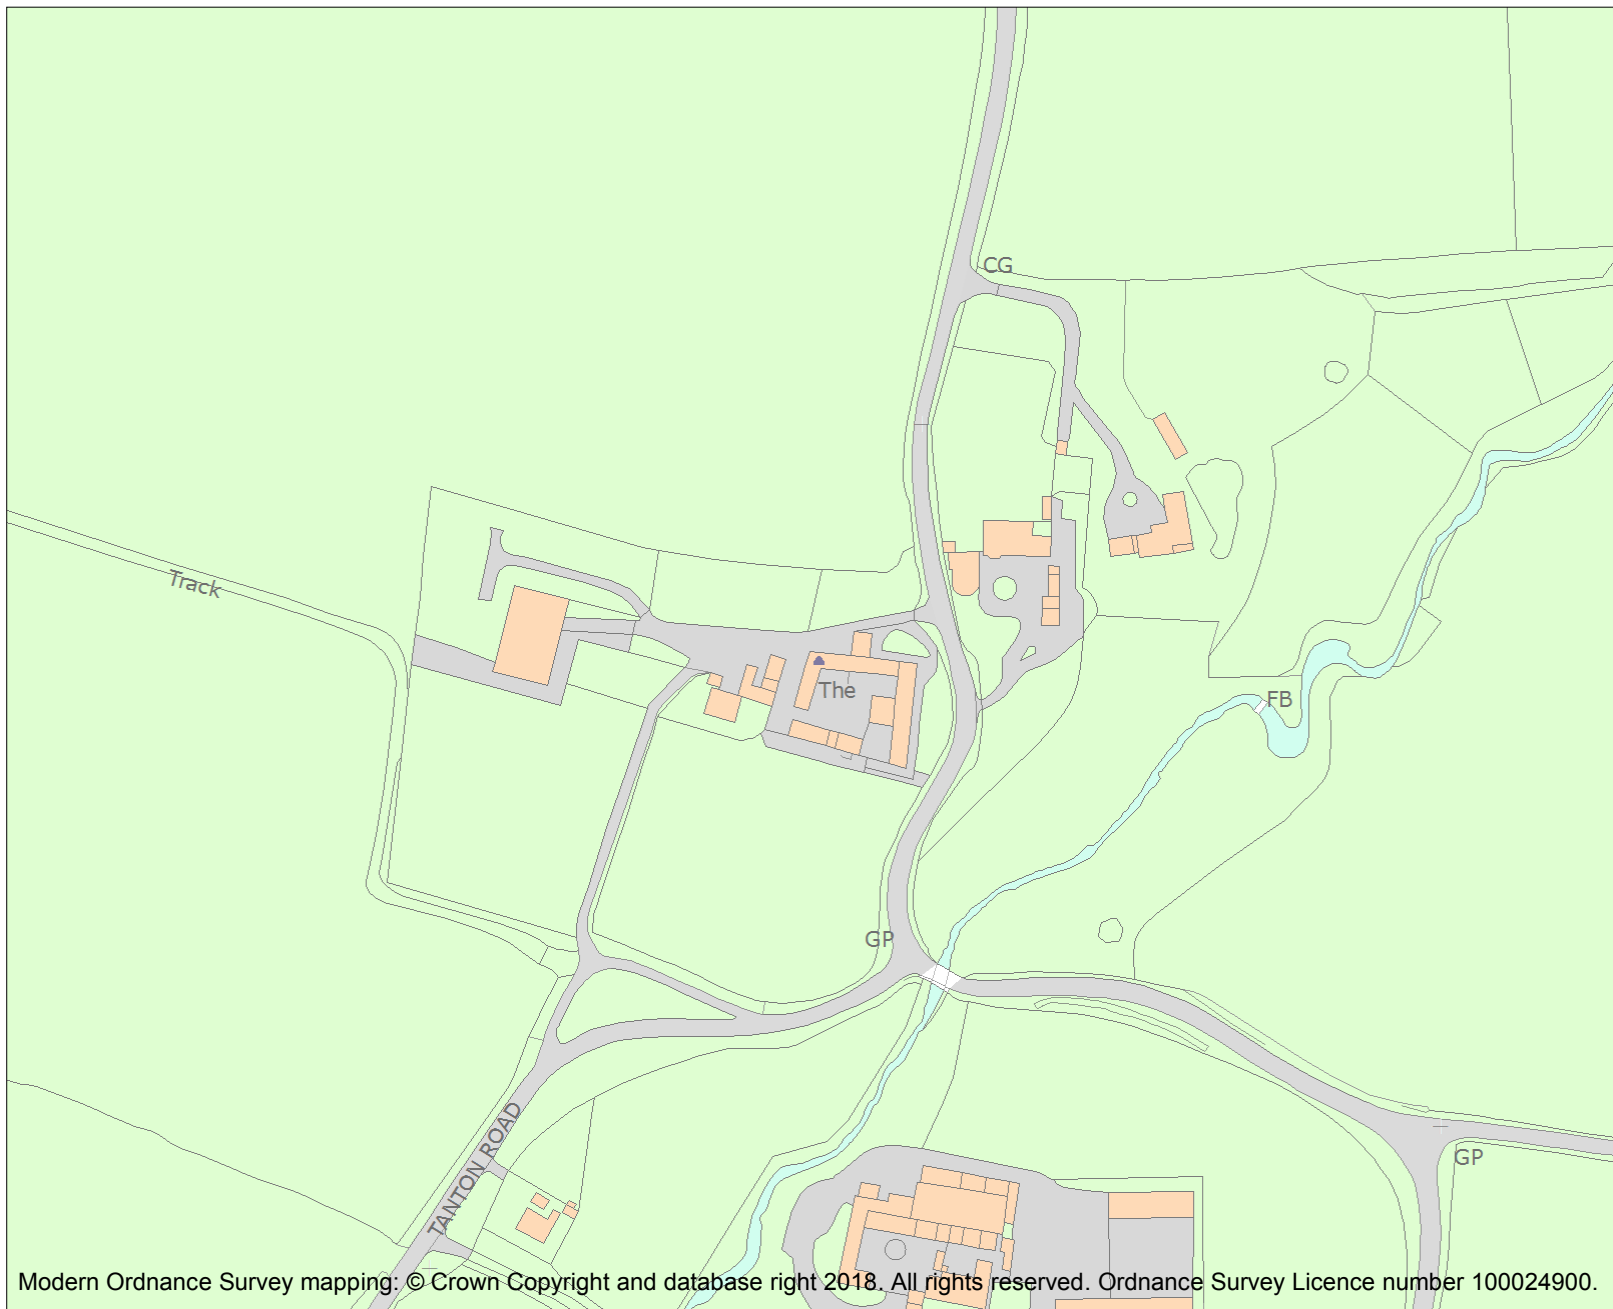 CG
Track
The
FB
GP
TANTON ROAD
GP
Modern Ordnance Survey mapping: © Crown Copyright and database right 2018. All rights reserved. Ordnance Survey Licence number 100024900.